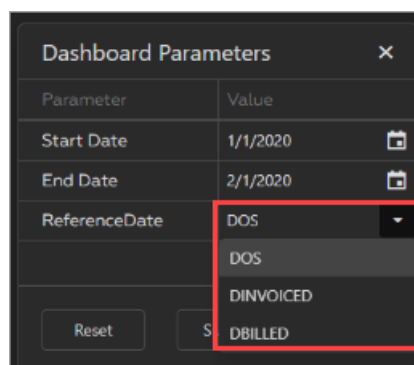 Dashboard Parameters
Parameter Value
Start Date 1/1/2020
End Date 2/1/2020
ReferenceDate DOS
DOS
DINVOICED
Reset DBILLED